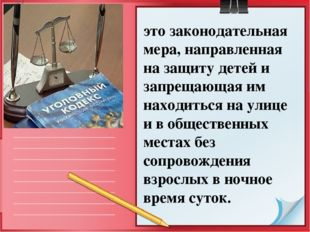 УГОЛОВНЫЙ
КОДЕКС
это законодательная
мера, направленная
на защиту детей и
запрещающая им
находиться на улице
и в общественных
местах без
сопровождения
взрослых в ночное
время суток.